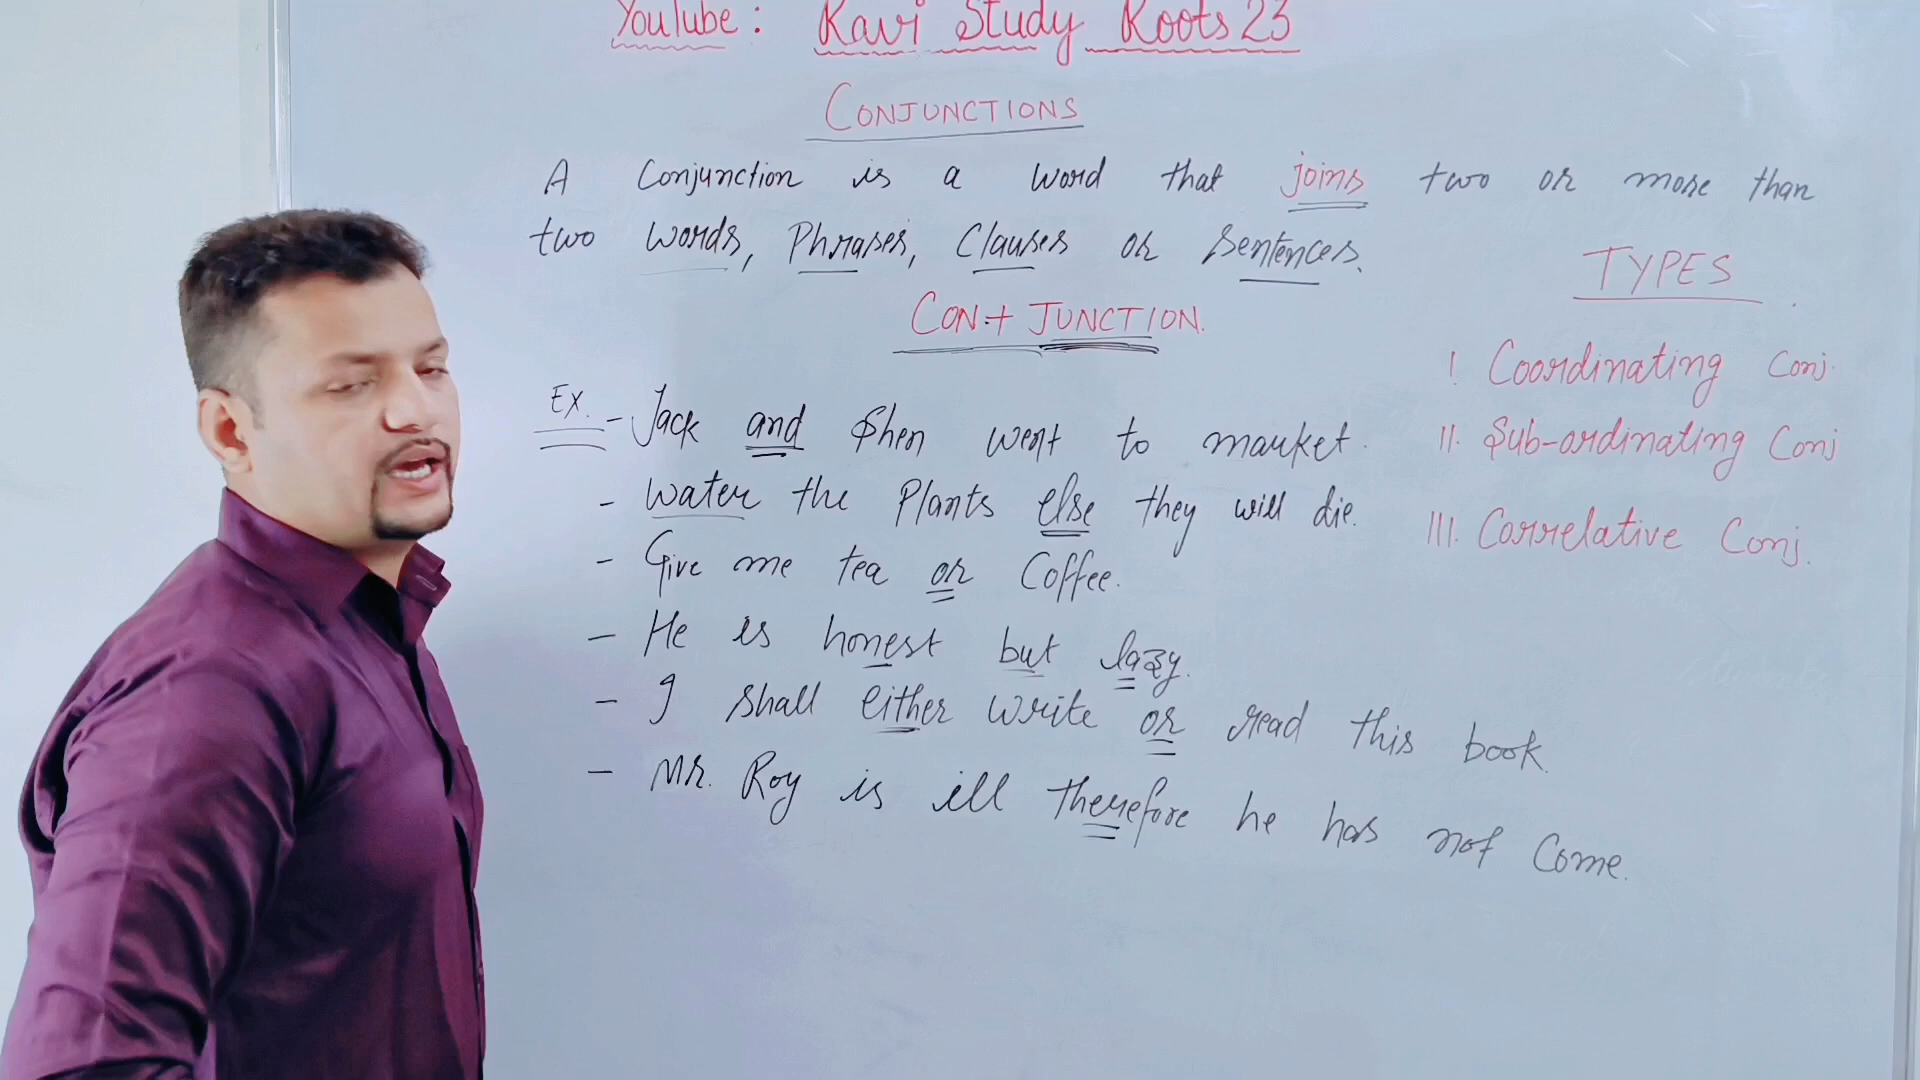 YouTube : Ravi Study Roots 23
CONJUNCTIONS
A Conjunction is a word that joins two or more than
two words, Phrases, Clauses or Sentences.
CON + JUNCTION.
TYPES
I Coordinating Conj.
II. Sub-ordinating Conj
III. Correlative Conj.
EX. - Jack and Shen went to market.
- Water the Plants else they will die.
- Give me tea or Coffee.
- He is honest but lazy.
- I shall either write or read this book.
- Mr. Roy is ill therefore he has not Come.